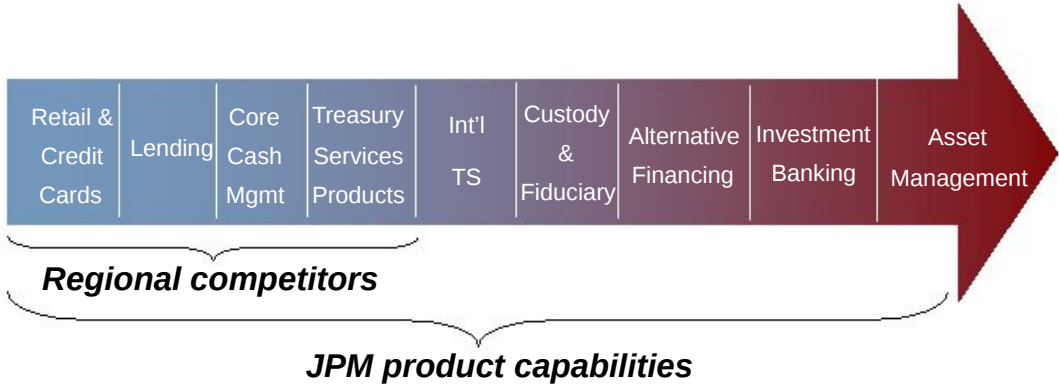 Retail &
Credit
Cards
Lending
Core
Cash
Mgmt
Treasury
Services
Products
Int’l
TS
Custody
&
Fiduciary
Alternative
Financing
Investment
Banking
Asset
Management
Regional competitors
JPM product capabilities